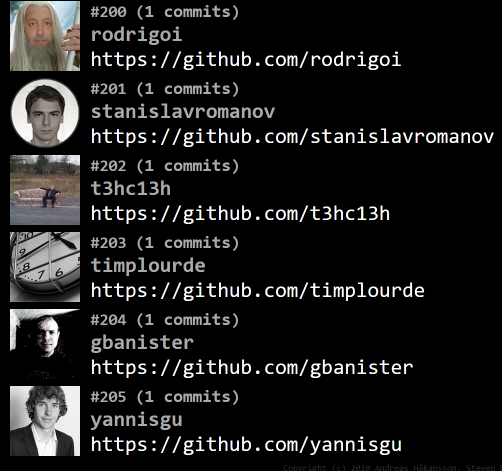 #200 (1 commits)
rodrigoi
https://github.com/rodrigoi
#201 (1 commits)
stanislavromanov
https://github.com/stanislavromanov
#202 (1 commits)
t3hc13h
https://github.com/t3hc13h
#203 (1 commits)
timplourde
https://github.com/timplourde
#204 (1 commits)
gbanister
https://github.com/gbanister
#205 (1 commits)
yannisgu
https://github.com/yannisgu
Copyright (c) 2010 Andreas Håkansson, Steven